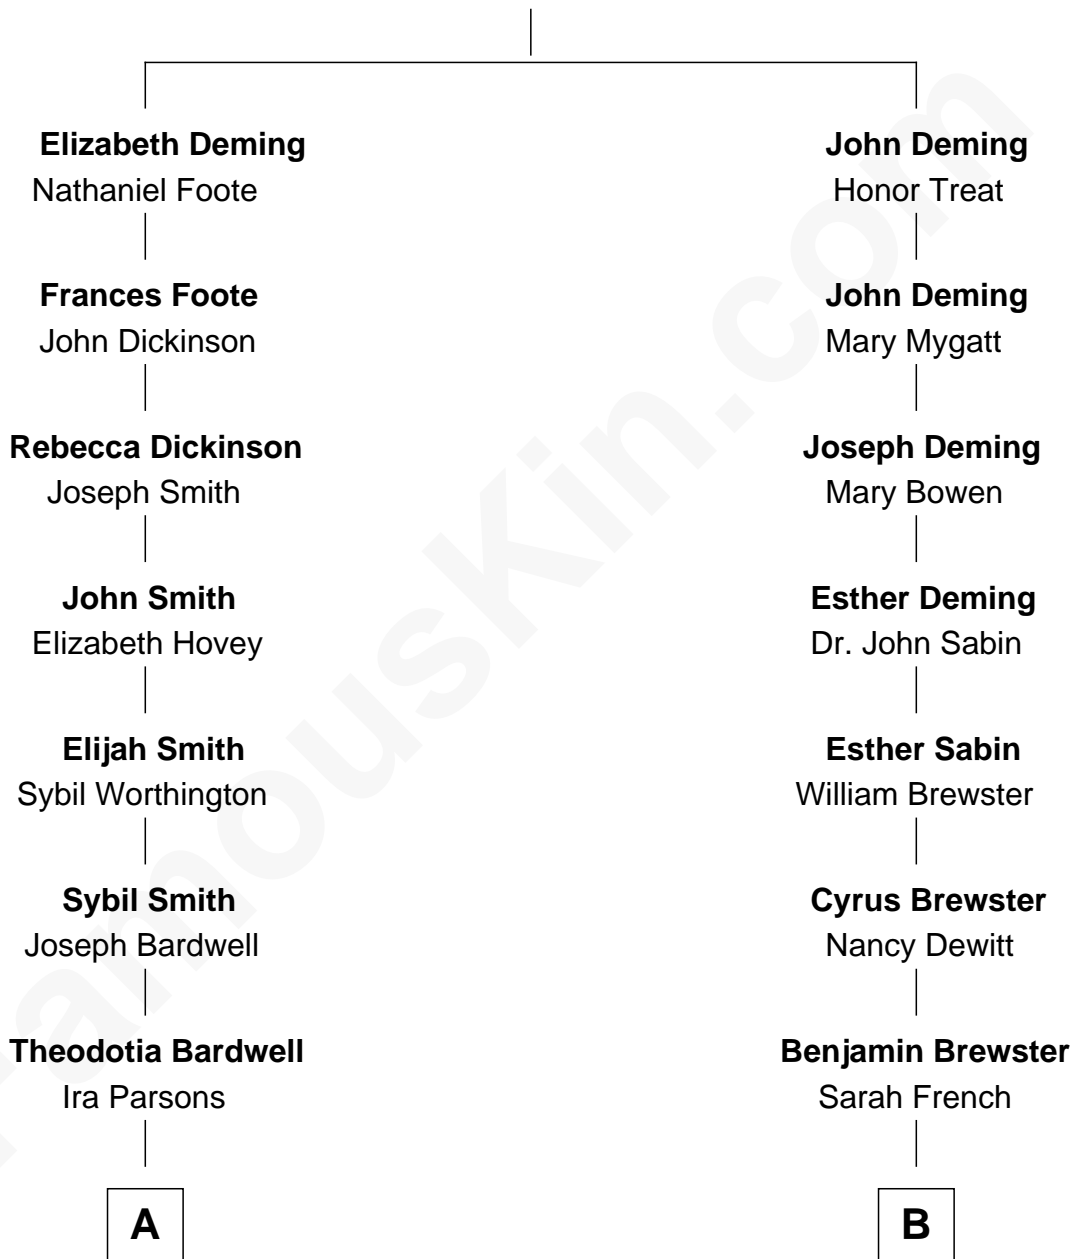 Elizabeth Deming
Nathaniel Foote
Frances Foote
John Dickinson
Rebecca Dickinson
Joseph Smith
John Smith
Elizabeth Hovey
Elijah Smith
Sybil Worthington
Sybil Smith
Joseph Bardwell
Theodotia Bardwell
Ira Parsons
A
John Deming
Honor Treat
John Deming
Mary Mygatt
Joseph Deming
Mary Bowen
Esther Deming
Dr. John Sabin
Esther Sabin
William Brewster
Cyrus Brewster
Nancy Dewitt
Benjamin Brewster
Sarah French
B
FamousKin.com